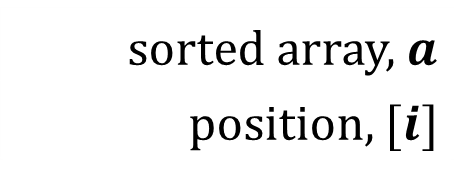 sorted array, a
position, [i]